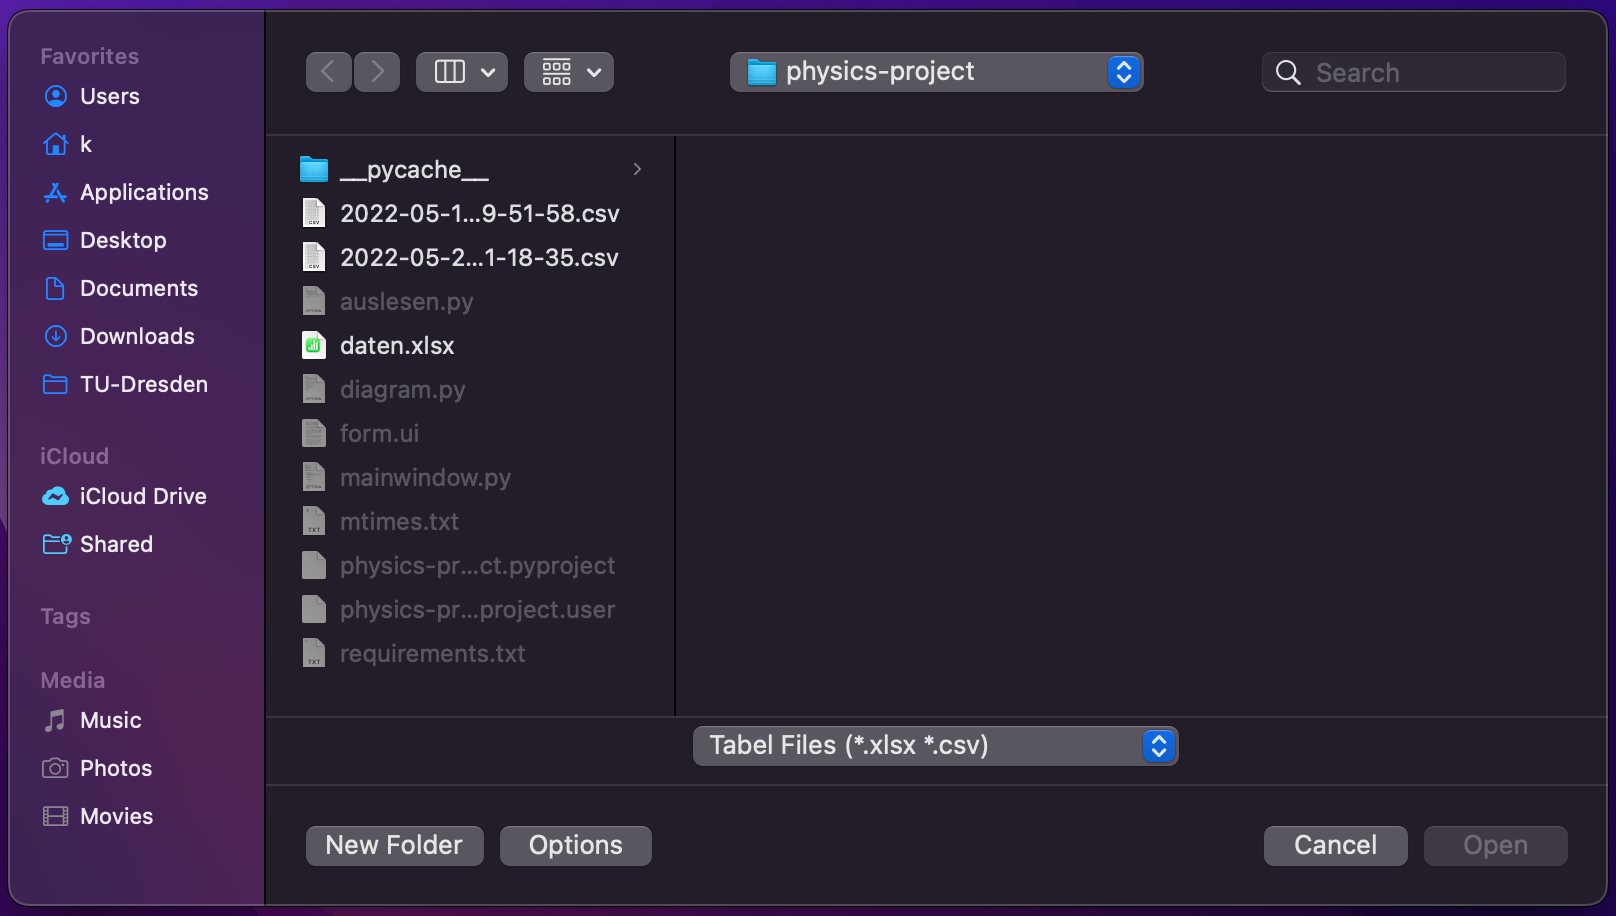 Favorites
Users
k
Applications
Desktop
Documents
Downloads
TU-Dresden
iCloud
iCloud Drive
Shared
Tags
Media
Music
Photos
Movies
physics-project
Search
__pycache__
2022-05-1...9-51-58.csv
2022-05-2...1-18-35.csv
auslesen.py
daten.xlsx
diagram.py
form.ui
mainwindow.py
mtimes.txt
physics-pr...ct.pyproject
physics-pr...project.user
requirements.txt
Tabel Files (*.xlsx *.csv)
New Folder
Options
Cancel
Open